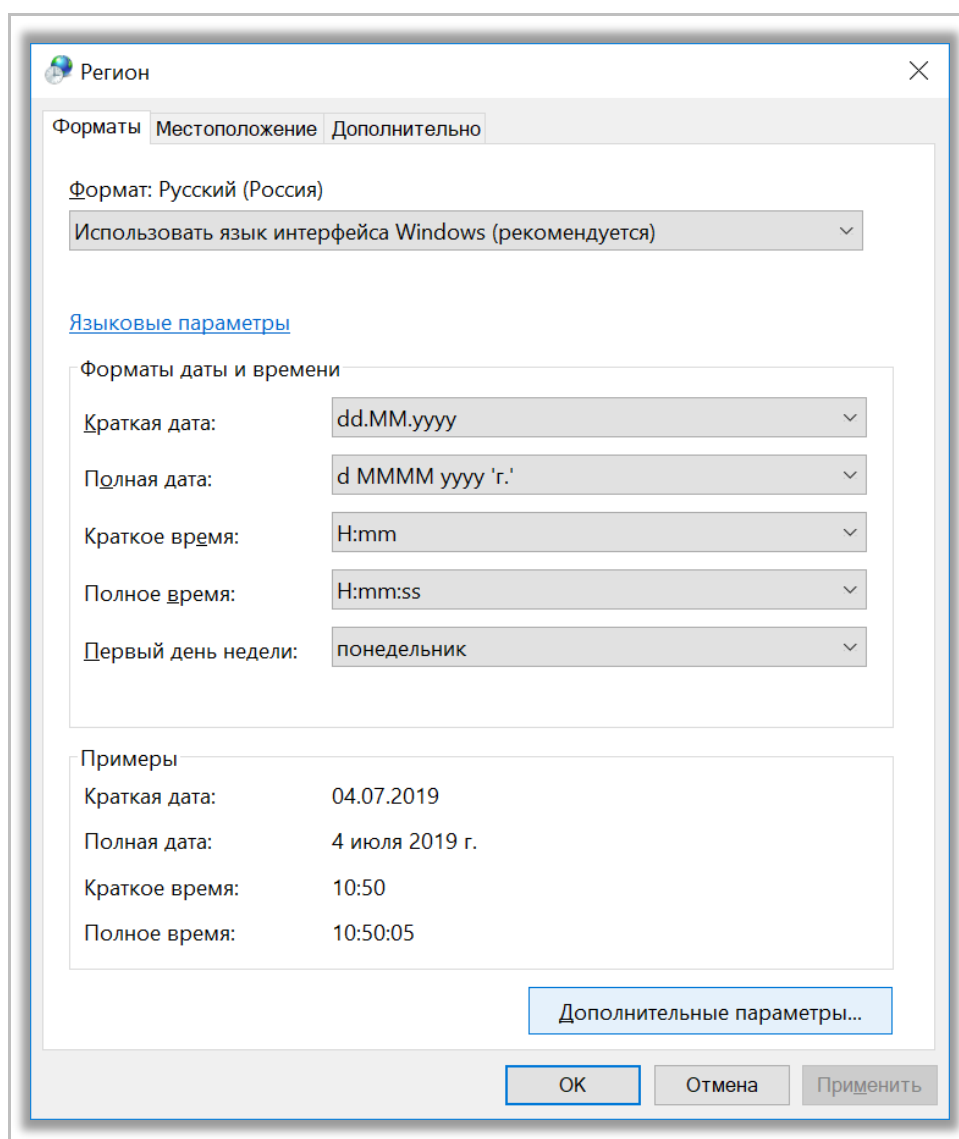 Регион
Форматы Местоположение Дополнительно
Формат: Русский (Россия)
Использовать язык интерфейса Windows (рекомендуется)
Языковые параметры
Форматы даты и времени
Краткая дата: dd.MM.yyyy
Полная дата: d MMMM yyyy 'г.'
Краткое время: H:mm
Полное время: H:mm:ss
Первый день недели: понедельник
Примеры
Краткая дата: 04.07.2019
Полная дата: 4 июля 2019 г.
Краткое время: 10:50
Полное время: 10:50:05
Дополнительные параметры...
ОК Отмена Применить